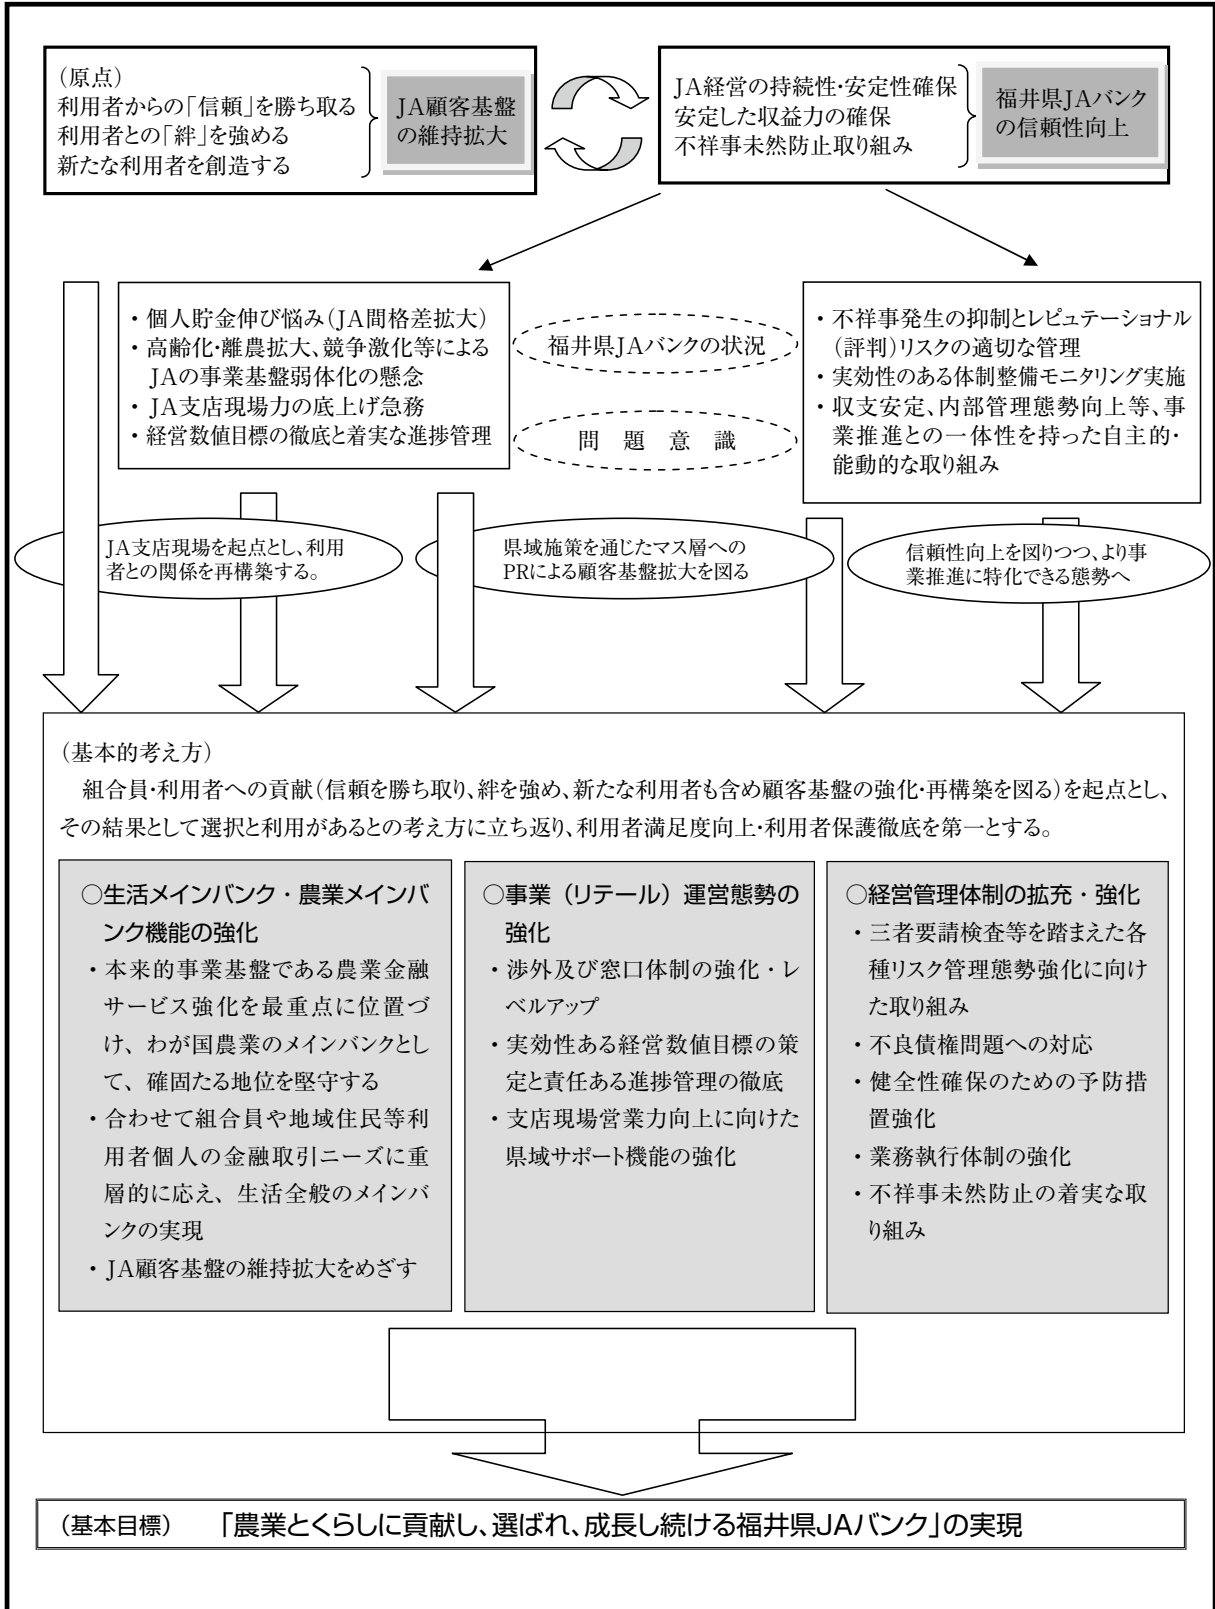 (原点)
利用者からの「信頼」を勝ち取る
利用者との「絆」を強める
新たな利用者を創造する
JA顧客基盤
の維持拡大
JA経営の持続性・安定性確保
安定した収益力の確保
不祥事未然防止取り組み
福井県JAバンク
の信頼性向上
・個人貯金伸び悩み(JA間格差拡大)
・高齢化・離農拡大、競争激化等による
JAの事業基盤弱体化の懸念
・JA支店現場力の底上げ急務
・経営数値目標の徹底と着実な進捗管理
福井県JAバンクの状況
問題意識
・不祥事発生の抑制とレピュテーショナル
(評判)リスクの適切な管理
・実効性のある体制整備モニタリング実施
・収支安定、内部管理態勢向上等、事
業推進との一体性を持った自主的・
能動的な取り組み
JA支店現場を起点とし、利用
者との関係を再構築する。
県域施策を通じたマス層への
PRによる顧客基盤拡大を図る
信頼性向上を図りつつ、より事
業推進に特化できる態勢へ
(基本的考え方)
組合員・利用者への貢献(信頼を勝ち取り、絆を強め、新たな利用者も含め顧客基盤の強化・再構築を図る)を起点とし、
その結果として選択と利用があるとの考え方に立ち返り、利用者満足度向上・利用者保護徹底を第一とする。
○生活メインバンク・農業メインバ
ンク機能の強化
・本来的事業基盤である農業金融
サービス強化を最重点に位置づ
け、わが国農業のメインバンクとし
て、確固たる地位を堅守する
・合わせて組合員や地域住民等利
用者個人の金融取引ニーズに重
層的に応え、生活全般のメインバ
ンクの実現
・JA顧客基盤の維持拡大をめざす
○事業(リテール)運営態勢の
強化
・渉外及び窓口体制の強化・レ
ベルアップ
・実効性ある経営数値目標の策
定と責任ある進捗管理の徹底
・支店現場営業力向上に向けた
県域サポート機能の強化
○経営管理体制の拡充・強化
・三者要請検査等を踏まえた各
種リスク管理態勢強化に向け
た取り組み
・不良債権問題への対応
・健全性確保のための予防措
置強化
・業務執行体制の強化
・不祥事未然防止の着実な取
り組み
(基本目標) 「農業とくらしに貢献し、選ばれ、成長し続ける福井県JAバンク」の実現